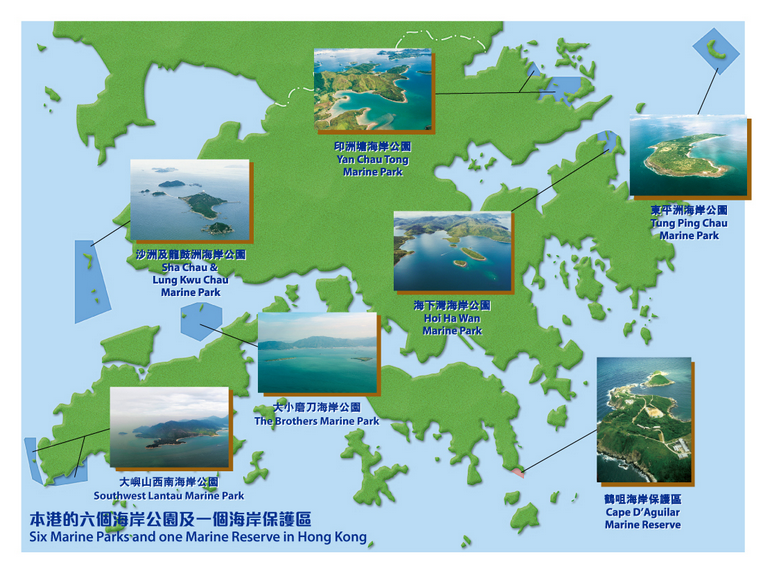 印洲塘海岸公園
Yan Chau Tong
Marine Park
東平洲海岸公園
Tung Ping Chau
Marine Park
沙洲及龍鼓洲海岸公園
Sha Chau &
Lung Kwu Chau
Marine Park
海下灣海岸公園
Hoi Ha Wan
Marine Park
大小磨刀海岸公園
The Brothers Marine Park
大嶼山西南海岸公園
Southwest Lantau Marine Park
鶴咀海岸保護區
Cape D'Aguilar
Marine Reserve
本港的六個海岸公園及一個海岸保護區
Six Marine Parks and one Marine Reserve in Hong Kong